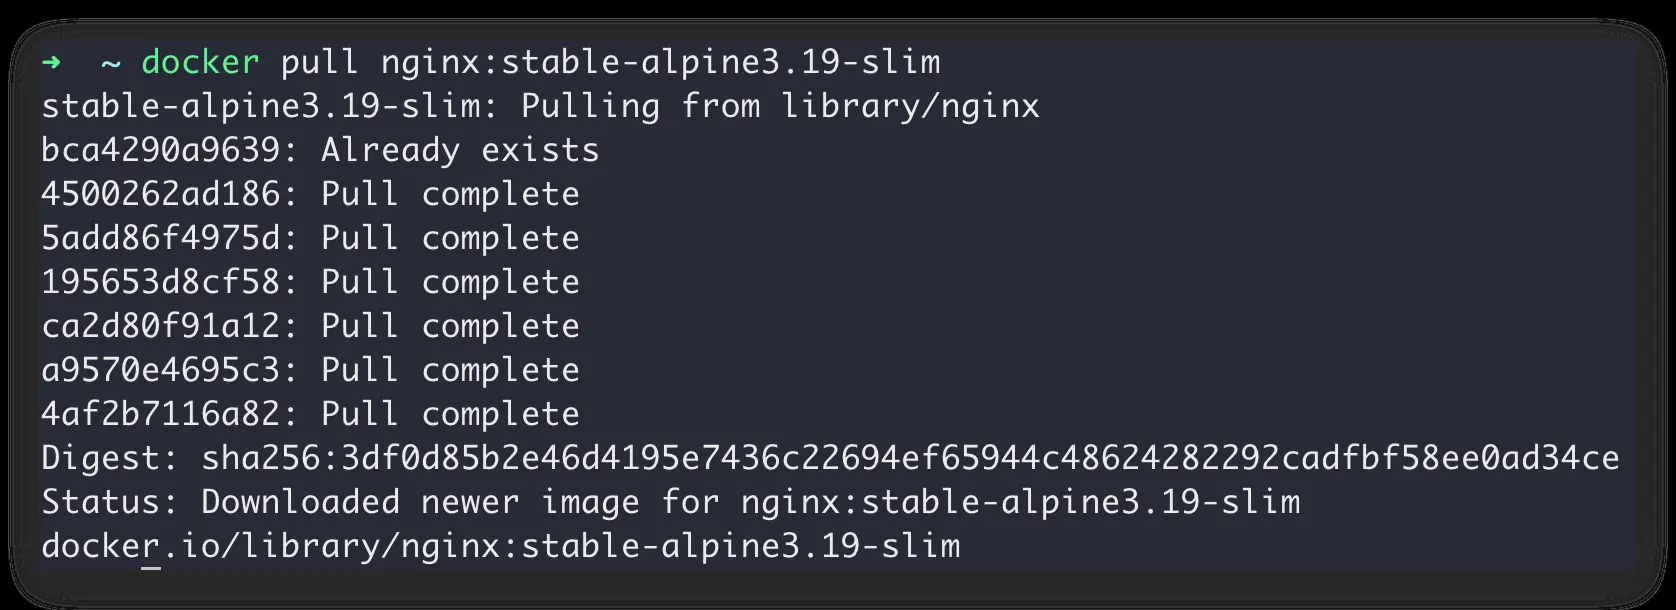 ➜ ~ docker pull nginx:stable-alpine3.19-slim
stable-alpine3.19-slim: Pulling from library/nginx
bca4290a9639: Already exists
4500262ad186: Pull complete
5add86f4975d: Pull complete
195653d8cf58: Pull complete
ca2d80f91a12: Pull complete
a9570e4695c3: Pull complete
4af2b7116a82: Pull complete
Digest: sha256:3df0d85b2e46d4195e7436c22694ef65944c48624282292cadfbf58ee0ad34ce
Status: Downloaded newer image for nginx:stable-alpine3.19-slim
docker.io/library/nginx:stable-alpine3.19-slim